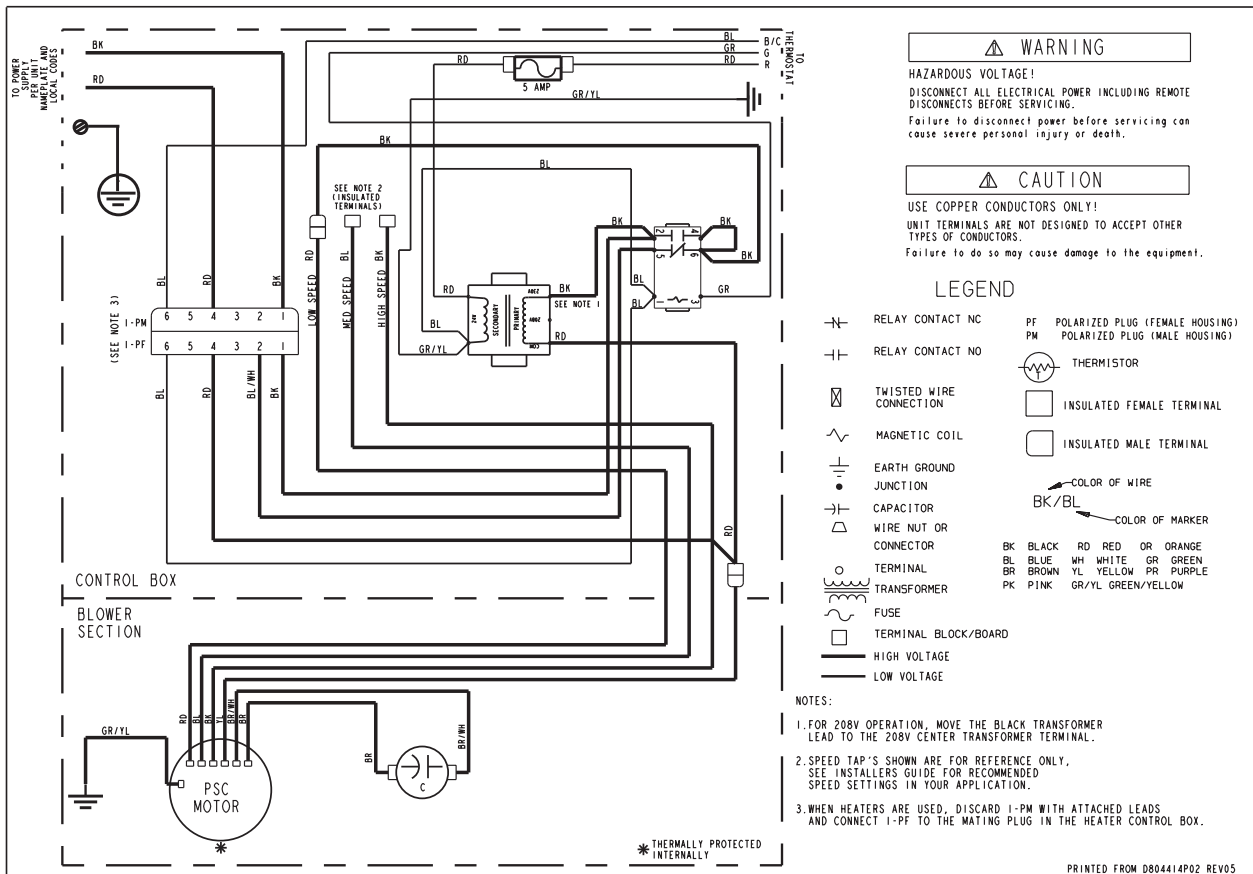 TO POWER
SUPPLY
PER UNIT
NAMEPLATE AND
LOCAL CODES
BK
RD
BL
GR
RD
B/C
G
R
TO
THERMOSTAT
RD
5 AMP
GR/YL
BK
BL
SEE NOTE 2
(INSULATED
TERMINALS)
RD
BL
BK
LOW SPEED
MED SPEED
HIGH SPEED
BL
RD
BK
(SEE NOTE 3)
1-PM
6 5 4 3 2 1
1-PF
6 5 4 3 2 1
BL
RD
BL/WH
BK
RD
BL
GR/YL
24V
SECONDARY
PRIMARY
230V
208V
COM
BK
SEE NOTE 1
RD
BK
2
4
5
6
1
3
BK
BK
BL
BL
GR
RD
CONTROL BOX
BLOWER
SECTION
GR/YL
RD
BL
BK
YL
BR/WH
BR
PSC
MOTOR
BR
C
BR/WH
THERMALLY PROTECTED
INTERNALLY
WARNING
HAZARDOUS VOLTAGE!
DISCONNECT ALL ELECTRICAL POWER INCLUDING REMOTE
DISCONNECTS BEFORE SERVICING.
Failure to disconnect power before servicing can
cause severe personal injury or death.
CAUTION
USE COPPER CONDUCTORS ONLY!
UNIT TERMINALS ARE NOT DESIGNED TO ACCEPT OTHER
TYPES OF CONDUCTORS.
Failure to do so may cause damage to the equipment.
LEGEND
RELAY CONTACT NC
RELAY CONTACT NO
TWISTED WIRE
CONNECTION
MAGNETIC COIL
EARTH GROUND
JUNCTION
CAPACITOR
WIRE NUT OR
CONNECTOR
TERMINAL
TRANSFORMER
FUSE
TERMINAL BLOCK/BOARD
HIGH VOLTAGE
LOW VOLTAGE
PF POLARIZED PLUG (FEMALE HOUSING)
PM POLARIZED PLUG (MALE HOUSING)
T
THERMISTOR
INSULATED FEMALE TERMINAL
INSULATED MALE TERMINAL
COLOR OF WIRE
BK/BL
COLOR OF MARKER
BK BLACK RD RED OR ORANGE
BL BLUE WH WHITE GR GREEN
BR BROWN YL YELLOW PR PURPLE
PK PINK GR/YL GREEN/YELLOW
NOTES:
1.FOR 208V OPERATION, MOVE THE BLACK TRANSFORMER
LEAD TO THE 208V CENTER TRANSFORMER TERMINAL.
2.SPEED TAP'S SHOWN ARE FOR REFERENCE ONLY,
SEE INSTALLERS GUIDE FOR RECOMMENDED
SPEED SETTINGS IN YOUR APPLICATION.
3.WHEN HEATERS ARE USED, DISCARD 1-PM WITH ATTACHED LEADS
AND CONNECT 1-PF TO THE MATING PLUG IN THE HEATER CONTROL BOX.
PRINTED FROM D804414P02 REV05